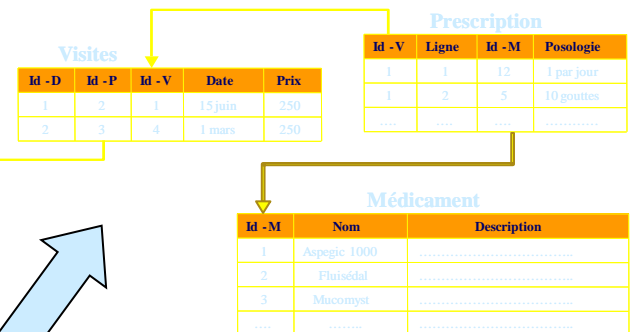 Prescription
Id - V Ligne Id - M Posologie
1 1 12 1 par jour
1 2 5 10 gouttes
.... .... .... ...........
Visites
Id - D Id - P Id - V Date Prix
1 2 1 15 juin 250
2 3 4 1 mars 250
Médicament
Id - M Nom Description
1 Aspegic 1000 ................................
2 Fluisédal ................................
3 Mucomyst ................................
.... ........ ................................